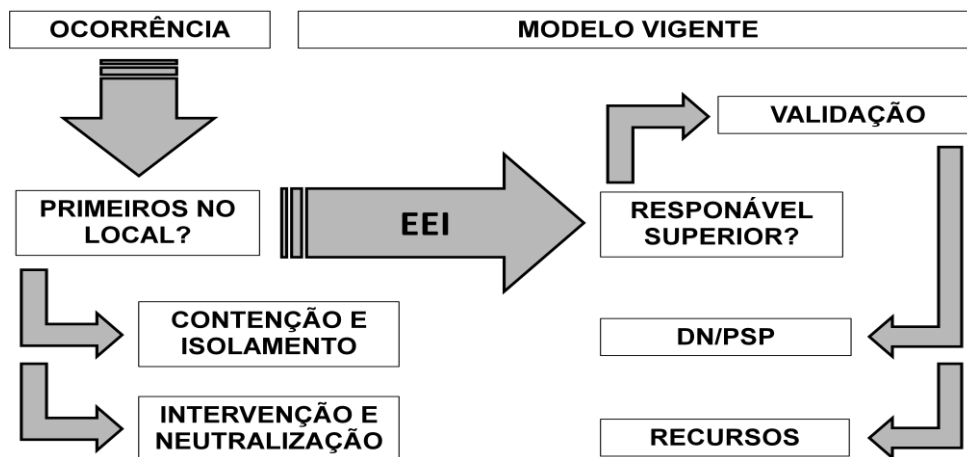 OCORRÊNCIA
MODELO VIGENTE
VALIDAÇÃO
PRIMEIROS NO
LOCAL?
EEI
RESPONÁVEL
SUPERIOR?
CONTENÇÃO E
ISOLAMENTO
DN/PSP
INTERVENÇÃO E
NEUTRALIZAÇÃO
RECURSOS